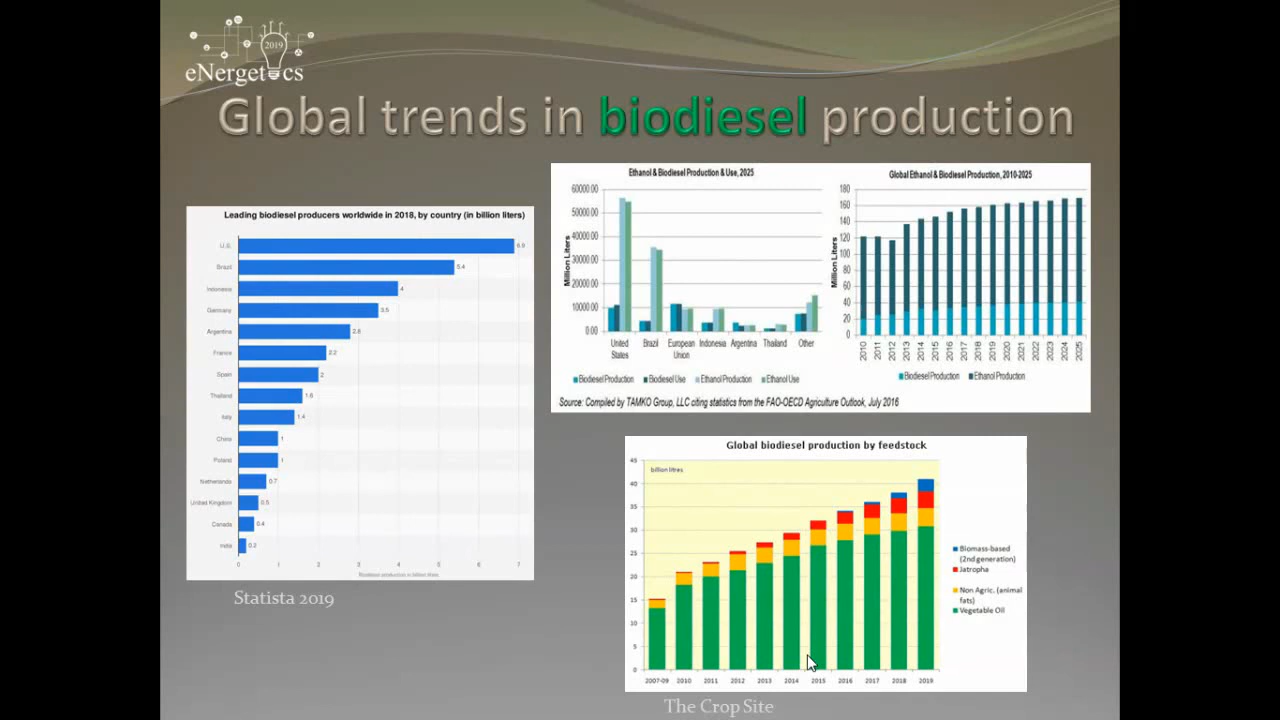 2019
eNergetics
Global trends in biodiesel production
Leading biodiesel producers worldwide in 2018, by country (in billion liters)
U.S. 6.9
Brazil 5.4
Indonesia 4
Germany 3.5
Argentina 2.8
France 2.2
Spain 2
Thailand 1.6
Italy 1.4
China 1
Poland 1
Netherlands 0.7
United Kingdom 0.5
Canada 0.4
India 0.2
0 1 2 3 4 5 6 7
Biodiesel production in billion liters
Statista 2019
Ethanol & Biodiesel Production & Use, 2025
Million Liters
60000.00
50000.00
40000.00
30000.00
20000.00
10000.00
0.00
United States Brazil European Union Indonesia Argentina Thailand Other
Biodiesel Production Biodiesel Use Ethanol Production Ethanol Use
Global Ethanol & Biodiesel Production, 2010-2025
Million Liters
180
160
140
120
100
80
60
40
20
0
2010 2011 2012 2013 2014 2015 2016 2017 2018 2019 2020 2021 2022 2023 2024 2025
Biodiesel Production Ethanol Production
Source: Compiled by TAMKO Group, LLC citing statistics from the FAO-OECD Agriculture Outlook, July 2016
Global biodiesel production by feedstock
billion litres
45
40
35
30
25
20
15
10
5
0
2007-09 2010 2011 2012 2013 2014 2015 2016 2017 2018 2019
Biomass-based
(2nd generation)
Jatropha
Non Agric. (animal
fats)
Vegetable Oil
The Crop Site